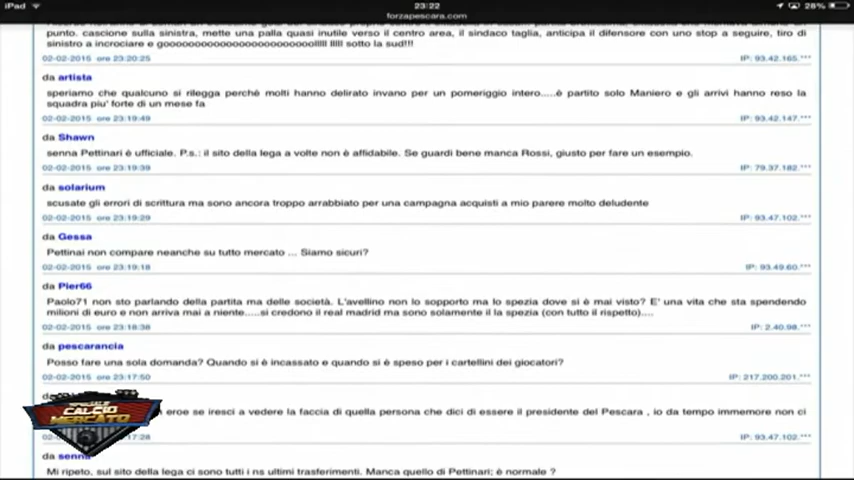 iPad 23:22 28%
forzapescara.com
punto. cascione sulla sinistra, mette una palla quasi inutile verso il centro area, il sindaco taglia, anticipa il difensore con uno stop a seguire, tiro di
sinistro a incrociare e gooooooooooooooooooooooollllll lllll sotto la sud!!!
02-02-2015 ore 23:20:25 IP: 93.42.165.***
da artista
speriamo che qualcuno si rilegga perché molti hanno delirato invano per un pomeriggio intero.....è partito solo Maniero e gli arrivi hanno reso la
squadra piu' forte di un mese fa
02-02-2015 ore 23:19:49 IP: 93.42.147.***
da Shawn
senna Pettinari è ufficiale. P.s.: il sito della lega a volte non è affidabile. Se guardi bene manca Rossi, giusto per fare un esempio.
02-02-2015 ore 23:19:39 IP: 79.37.182.***
da solarium
scusate gli errori di scrittura ma sono ancora troppo arrabbiato per una campagna acquisti a mio parere molto deludente
02-02-2015 ore 23:19:29 IP: 93.47.102.***
da Gessa
Pettinai non compare neanche su tutto mercato ... Siamo sicuri?
02-02-2015 ore 23:19:18 IP: 93.49.60.***
da Pier66
Paolo71 non sto parlando della partita ma delle società. L'avellino non lo sopporto ma lo spezia dove si è mai visto? E' una vita che sta spendendo
milioni di euro e non arriva mai a niente.....si credono il real madrid ma sono solamente il la spezia (con tutto il rispetto)....
02-02-2015 ore 23:18:38 IP: 2.40.98.***
da pescarancia
Posso fare una sola domanda? Quando si è incassato e quando si è speso per i cartellini dei giocatori?
02-02-2015 ore 23:17:50 IP: 217.200.201.***
eroe se iresci a vedere la faccia di quella persona che dici di essere il presidente del Pescara , io da tempo immemore non ci
17:28 IP: 93.47.102.***
CALCIO
MERCATO
da senna
Mi ripeto, sul sito della lega ci sono tutti i ns ultimi trasferimenti. Manca quello di Pettinari; è normale ?